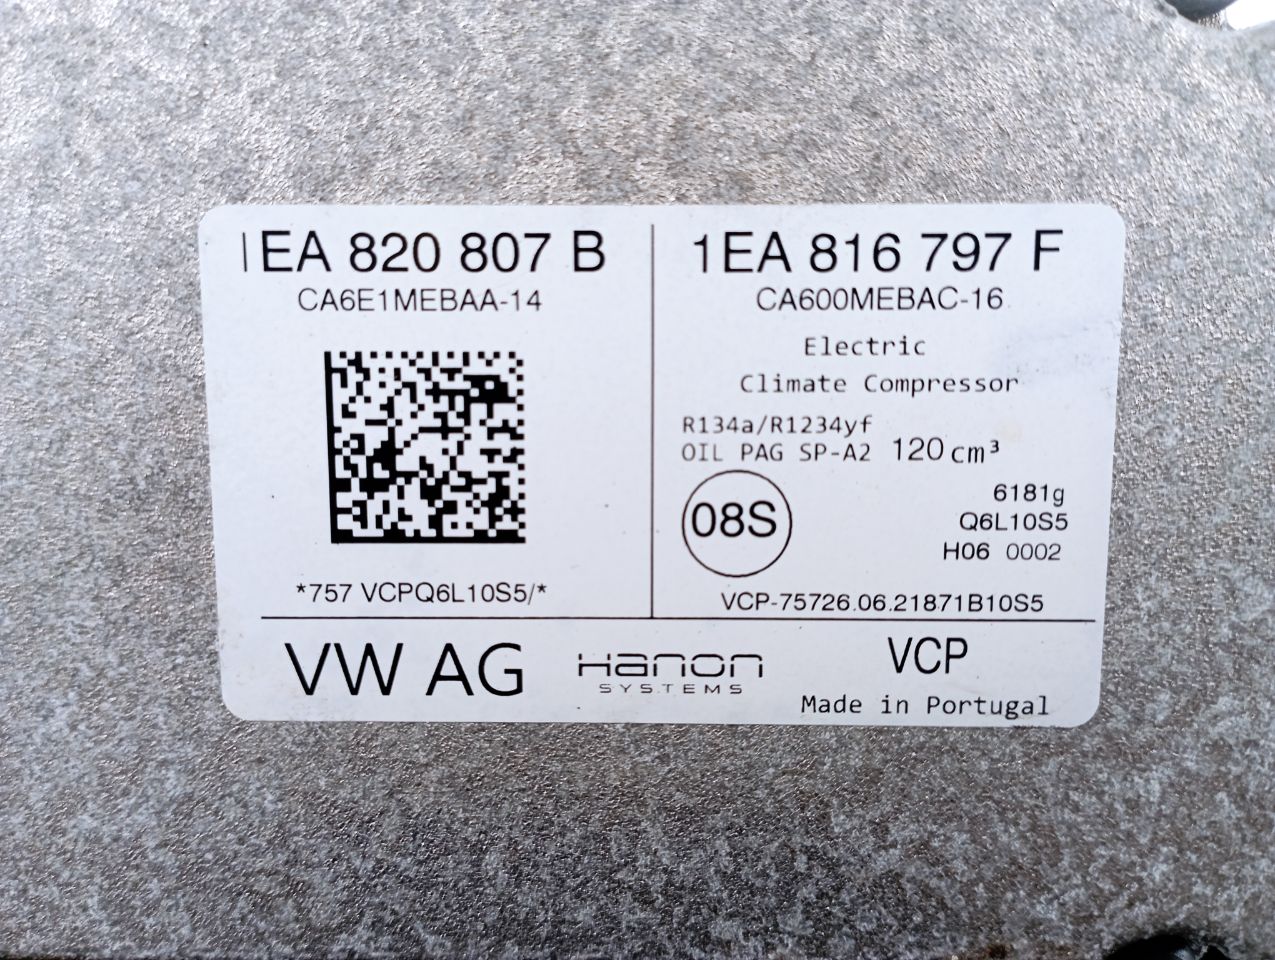 1EA 820 807 B
CA6E1MEBAA-14
*757 VCPQ6L10S5/*
1EA 816 797 F
CA600MEBAC-16
Electric
Climate Compressor
R134a/R1234yf
OIL PAG SP-A2 120 cm³
08S
6181g
Q6L10S5
H06 0002
VCP-75726.06.21871B10S5
VW AG
Hanon
SYSTEMS
VCP
Made in Portugal